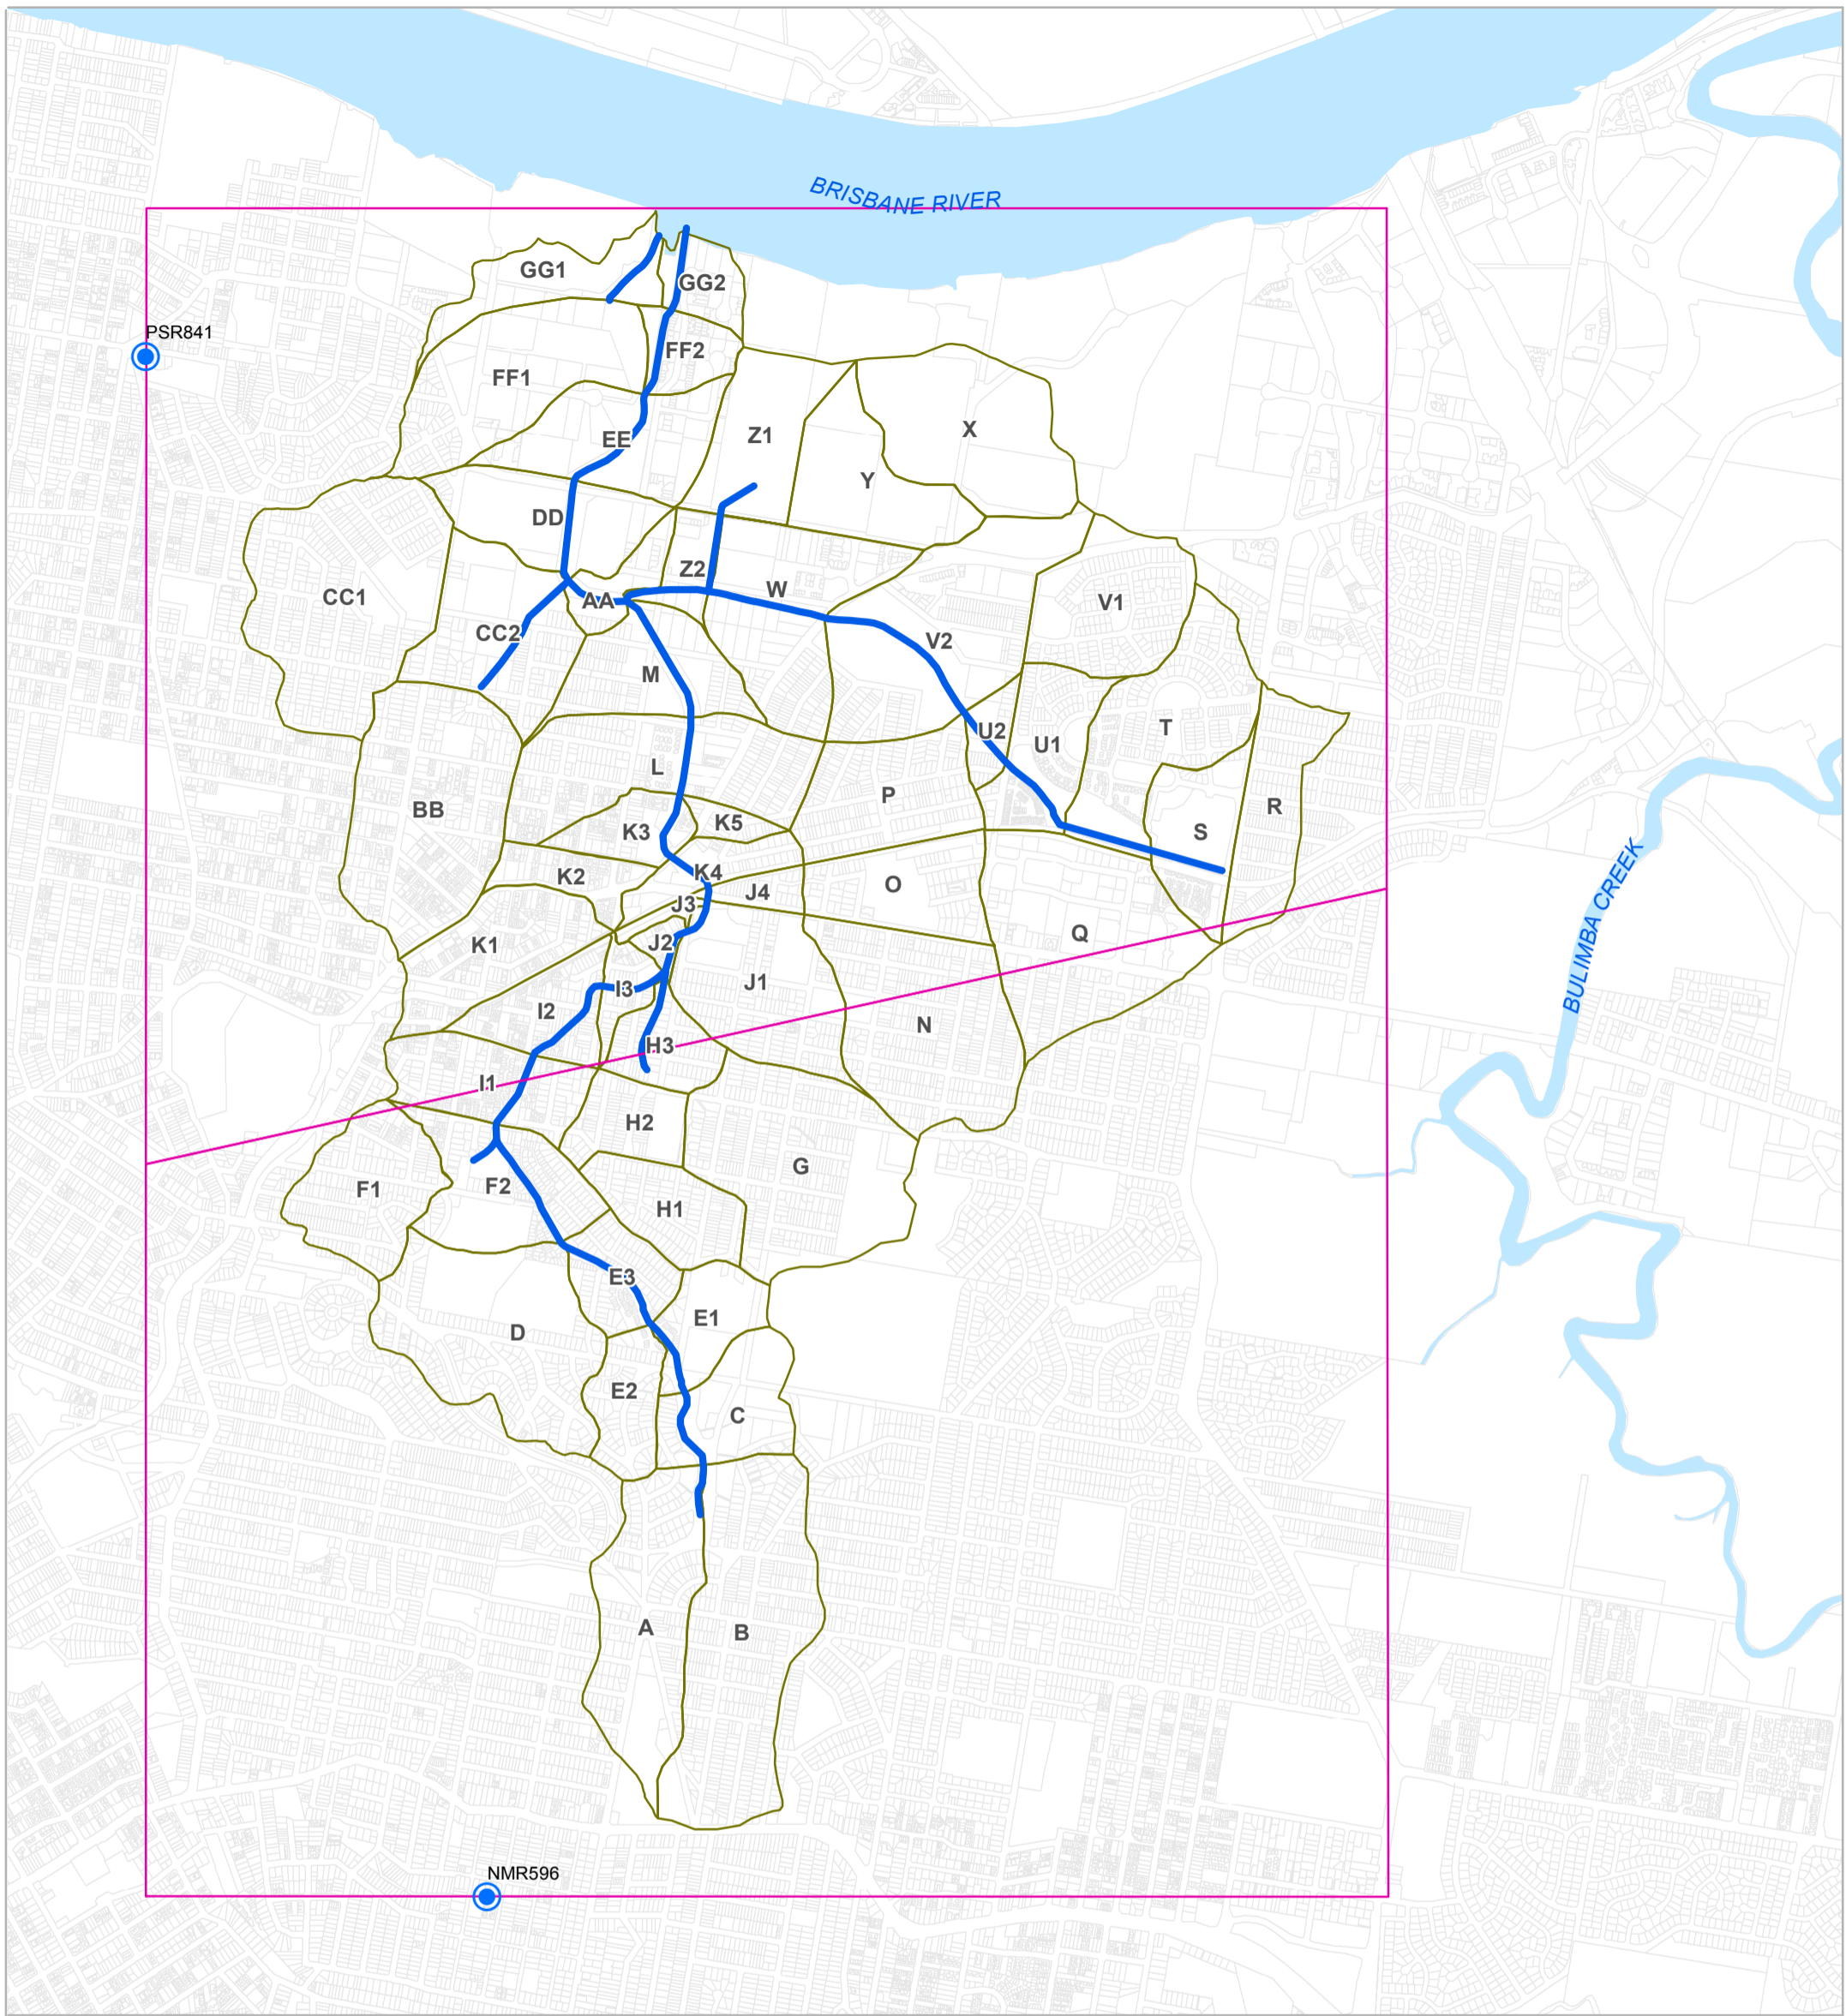 BRISBANE RIVER
GG1
GG2
PSR841
FF2
FF1
X
Z1
EE
Y
DD
Z2
W
CC1
AA
V1
CC2
V2
M
T
U2
U1
L
P
R
BB
K5
K3
S
K4
K2
O
J4
J3
BULIMBA CREEK
Q
J2
K1
J1
I3
I2
N
H3
I1
H2
G
F2
F1
H1
E3
E1
D
E2
C
A
B
NMR596